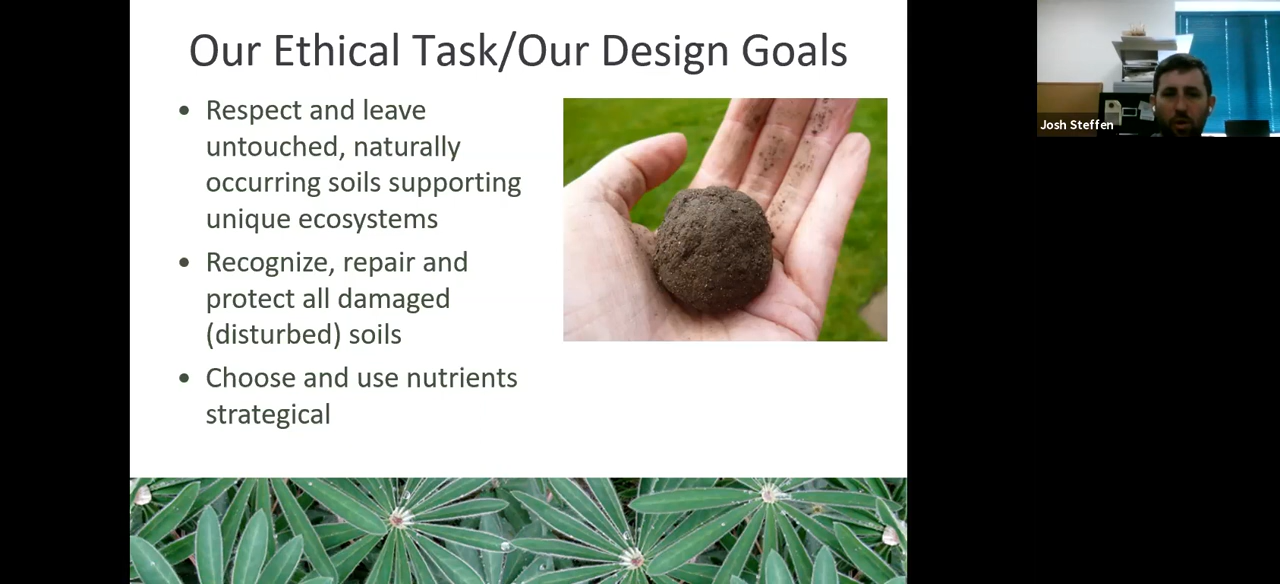 Our Ethical Task/Our Design Goals
• Respect and leave
untouched, naturally
occurring soils supporting
unique ecosystems
• Recognize, repair and
protect all damaged
(disturbed) soils
• Choose and use nutrients
strategical
Josh Steffen